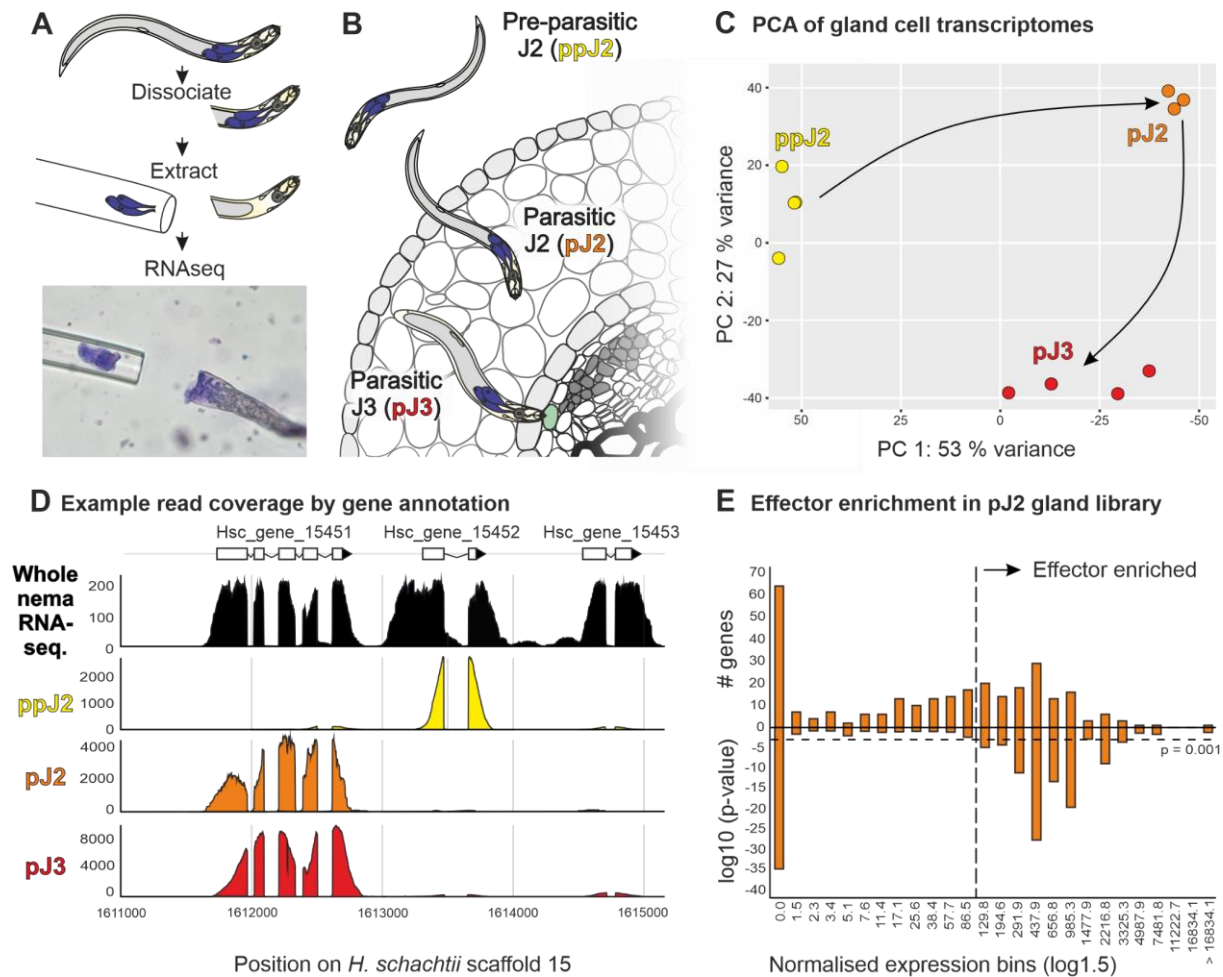 A
Dissociate
Extract
RNAseq
B
Pre-parasitic
J2 (ppJ2)
Parasitic
J2 (pJ2)
Parasitic
J3 (pJ3)
C PCA of gland cell transcriptomes
PC 2: 27 % variance
40
20
0
-20
-40
ppJ2
pJ2
pJ3
50 25 0 -25 -50
PC 1: 53 % variance
D Example read coverage by gene annotation
Hsc_gene_15451 Hsc_gene_15452 Hsc_gene_15453
Whole
nema
RNA-
seq.
200
100
0
ppJ2
2000
1000
0
pJ2
4000
2000
0
pJ3
8000
4000
0
1611000 1612000 1613000 1614000 1615000
Position on H. schachtii scaffold 15
E Effector enrichment in pJ2 gland library
Effector enriched
# genes
70
60
50
40
30
20
10
0
log10 (p-value)
-5
-10
-15
-20
-25
-30
-35
-40
p = 0.001
0.0
1.5
2.3
3.4
5.1
7.6
11.4
17.1
25.6
38.4
57.7
86.5
129.8
194.6
291.9
437.9
656.8
985.3
1477.9
2216.8
3325.3
4987.9
7481.8
11222.7
16834.1
> 16834.1
Normalised expression bins (log1.5)